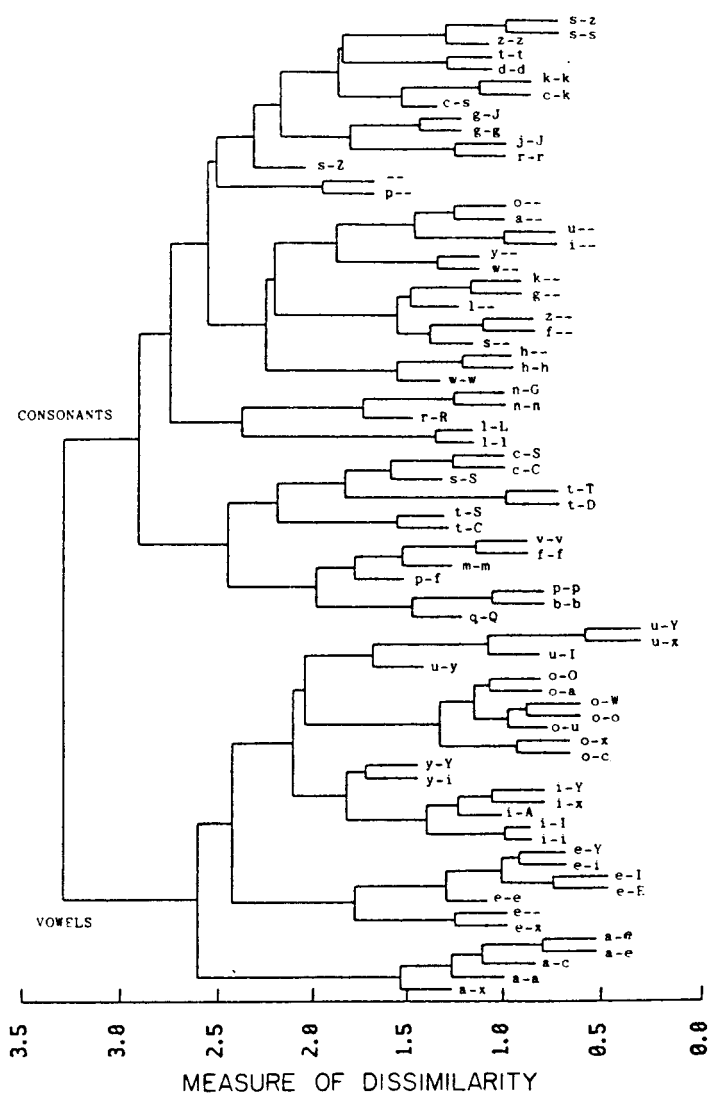 s-z
s-s
z-z
t-t
d-d
k-k
c-k
c-s
g-J
g-g
j-J
r-r
s-Z
--
p--
o--
a--
u--
i--
y--
w--
k--
g--
l--
z--
f--
s--
h--
h-h
w-w
n-G
n-n
r-R
l-L
l-l
CONSONANTS
c-S
c-C
s-S
t-T
t-D
t-S
t-C
v-v
f-f
m-m
p-f
p-p
b-b
q-Q
u-Y
u-x
u-I
u-y
o-O
o-a
o-W
o-o
o-u
o-x
o-c
y-Y
y-i
i-Y
i-x
i-A
i-I
i-i
e-Y
e-i
e-I
e-E
e-e
e--
e-x
VOWELS
a-e
a-c
a-a
a-x
3.5 3.0 2.5 2.0 1.5 1.0 0.5 0.0
MEASURE OF DISSIMILARITY